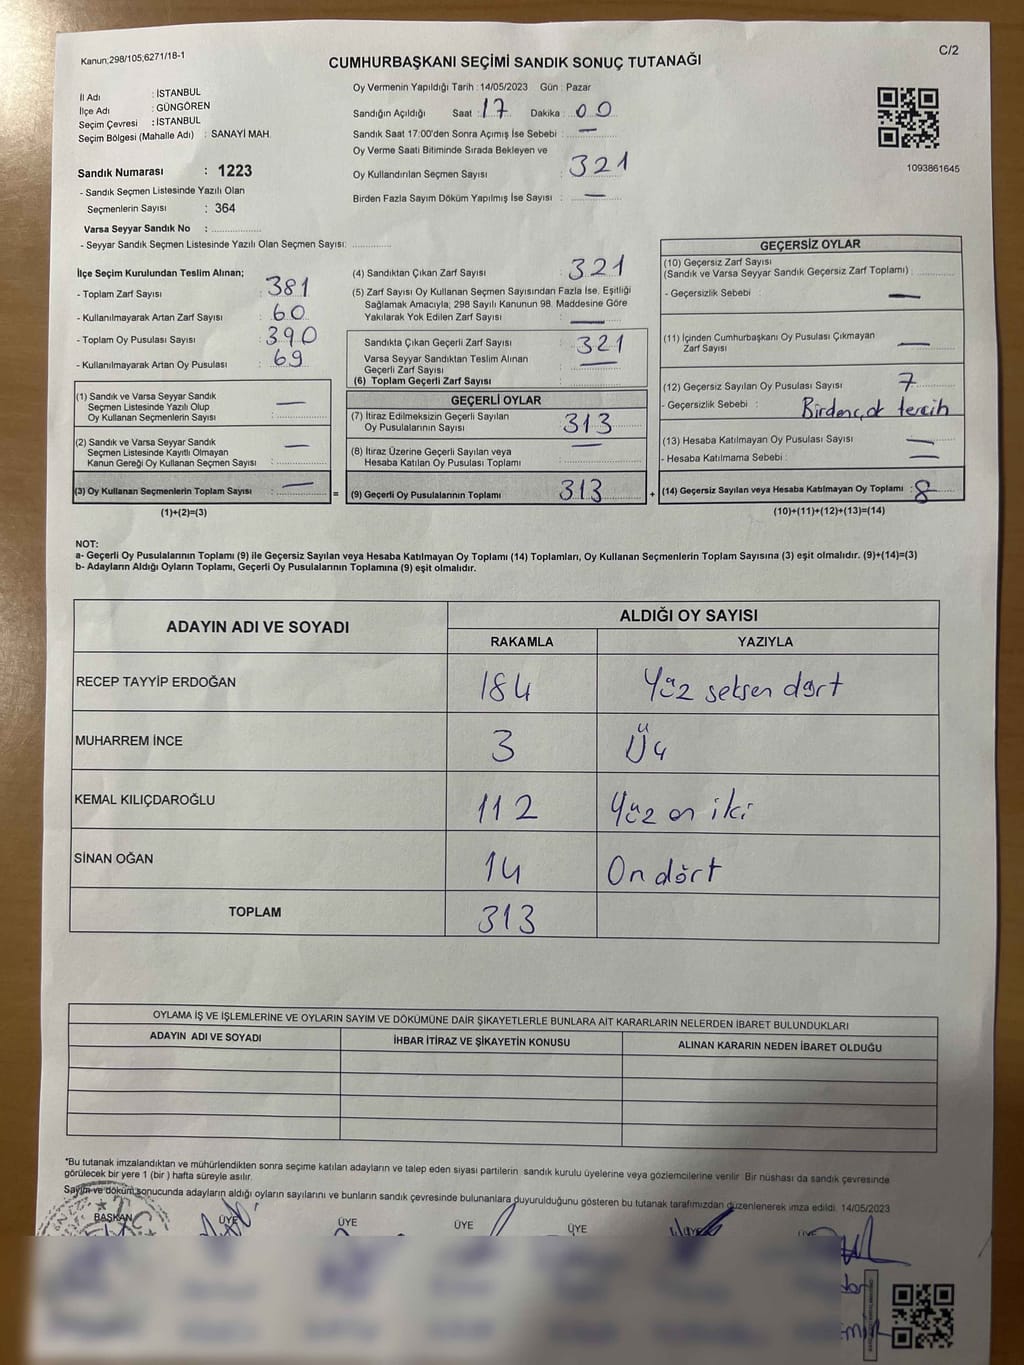 Kanun;298/105;6271/18-1
CUMHURBAŞKANI SEÇİMİ SANDIK SONUÇ TUTANAĞI
C/2
İl Adı : İSTANBUL
İlçe Adı : GÜNGÖREN
Seçim Çevresi : İSTANBUL
Seçim Bölgesi (Mahalle Adı) : SANAYİ MAH.
Sandık Numarası : 1223
- Sandık Seçmen Listesinde Yazılı Olan
Seçmenlerin Sayısı : 364
Varsa Seyyar Sandık No :
- Seyyar Sandık Seçmen Listesinde Yazılı Olan Seçmen Sayısı:
Oy Vermenin Yapıldığı Tarih : 14/05/2023 Gün : Pazar
Sandığın Açıldığı Saat : 17 Dakika : 00
Sandık Saat 17:00'den Sonra Açımış İse Sebebi : —
Oy Verme Saati Bitiminde Sırada Bekleyen ve
Oy Kullandırılan Seçmen Sayısı : 321
Birden Fazla Sayım Döküm Yapılmış İse Sayısı : —
1093861645
İlçe Seçim Kurulundan Teslim Alınan;
- Toplam Zarf Sayısı : 381
- Kullanılmayarak Artan Zarf Sayısı : 60
- Toplam Oy Pusulası Sayısı : 390
- Kullanılmayarak Artan Oy Pusulası : 69
(1) Sandık ve Varsa Seyyar Sandık
Seçmen Listesinde Yazılı Olup
Oy Kullanan Seçmenlerin Sayısı : —
(2) Sandık ve Varsa Seyyar Sandık
Seçmen Listesinde Kayıtlı Olmayan
Kanun Gereği Oy Kullanan Seçmen Sayısı : —
(3) Oy Kullanan Seçmenlerin Toplam Sayısı : —
(1)+(2)=(3)
=
(4) Sandıktan Çıkan Zarf Sayısı : 321
(5) Zarf Sayısı Oy Kullanan Seçmen Sayısından Fazla İse, Eşitliği
Sağlamak Amacıyla, 298 Sayılı Kanunun 98. Maddesine Göre
Yakılarak Yok Edilen Zarf Sayısı : —
Sandıkta Çıkan Geçerli Zarf Sayısı : 321
Varsa Seyyar Sandıktan Teslim Alınan
Geçerli Zarf Sayısı : —
(6) Toplam Geçerli Zarf Sayısı :
GEÇERLİ OYLAR
(7) İtiraz Edilmeksizin Geçerli Sayılan
Oy Pusulalarının Sayısı : 313
(8) İtiraz Üzerine Geçerli Sayılan veya
Hesaba Katılan Oy Pusulası Toplamı : —
(9) Geçerli Oy Pusulalarının Toplamı : 313
+
GEÇERSİZ OYLAR
(10) Geçersiz Zarf Sayısı
(Sandık ve Varsa Seyyar Sandık Geçersiz Zarf Toplamı) :
- Geçersizlik Sebebi : —
(11) İçinden Cumhurbaşkanı Oy Pusulası Çıkmayan
Zarf Sayısı : —
(12) Geçersiz Sayılan Oy Pusulası Sayısı : 7
- Geçersizlik Sebebi : Birden çok tercih
(13) Hesaba Katılmayan Oy Pusulası Sayısı : —
- Hesaba Katılmama Sebebi : —
(14) Geçersiz Sayılan veya Hesaba Katılmayan Oy Toplamı : 8
(10)+(11)+(12)+(13)=(14)
NOT:
a- Geçerli Oy Pusulalarının Toplamı (9) ile Geçersiz Sayılan veya Hesaba Katılmayan Oy Toplamı (14) Toplamları, Oy Kullanan Seçmenlerin Toplam Sayısına (3) eşit olmalıdır. (9)+(14)=(3)
b- Adayların Aldığı Oyların Toplamı, Geçerli Oy Pusulalarının Toplamına (9) eşit olmalıdır.
ADAYIN ADI VE SOYADI
ALDIĞI OY SAYISI
RAKAMLA YAZIYLA
RECEP TAYYİP ERDOĞAN 184 Yüz seksen dört
MUHARREM İNCE 3 Üç
KEMAL KILIÇDAROĞLU 112 Yüz on iki
SİNAN OĞAN 14 On dört
TOPLAM 313
OYLAMA İŞ VE İŞLEMLERİNE VE OYLARIN SAYIM VE DÖKÜMÜNE DAİR ŞİKAYETLERLE BUNLARA AİT KARARLARIN NELERDEN İBARET BULUNDUKLARI
ADAYIN ADI VE SOYADI İHBAR İTİRAZ VE ŞİKAYETİN KONUSU ALINAN KARARIN NEDEN İBARET OLDUĞU
*Bu tutanak imzalandıktan ve mühürlendikten sonra seçime katılan adayların ve talep eden siyasi partilerin sandık kurulu üyelerine veya gözlemcilerine verilir. Bir nüshası da sandık çevresinde
görülecek bir yere 1 (bir ) hafta süreyle asılır.
Sayım ve döküm sonucunda adayların aldığı oyların sayılarını ve bunların sandık çevresinde bulunanlara duyurulduğunu gösteren bu tutanak tarafımızdan düzenlenerek imza edildi. 14/05/2023
BAŞKAN ÜYE ÜYE ÜYE ÜYE ÜYE ÜYE